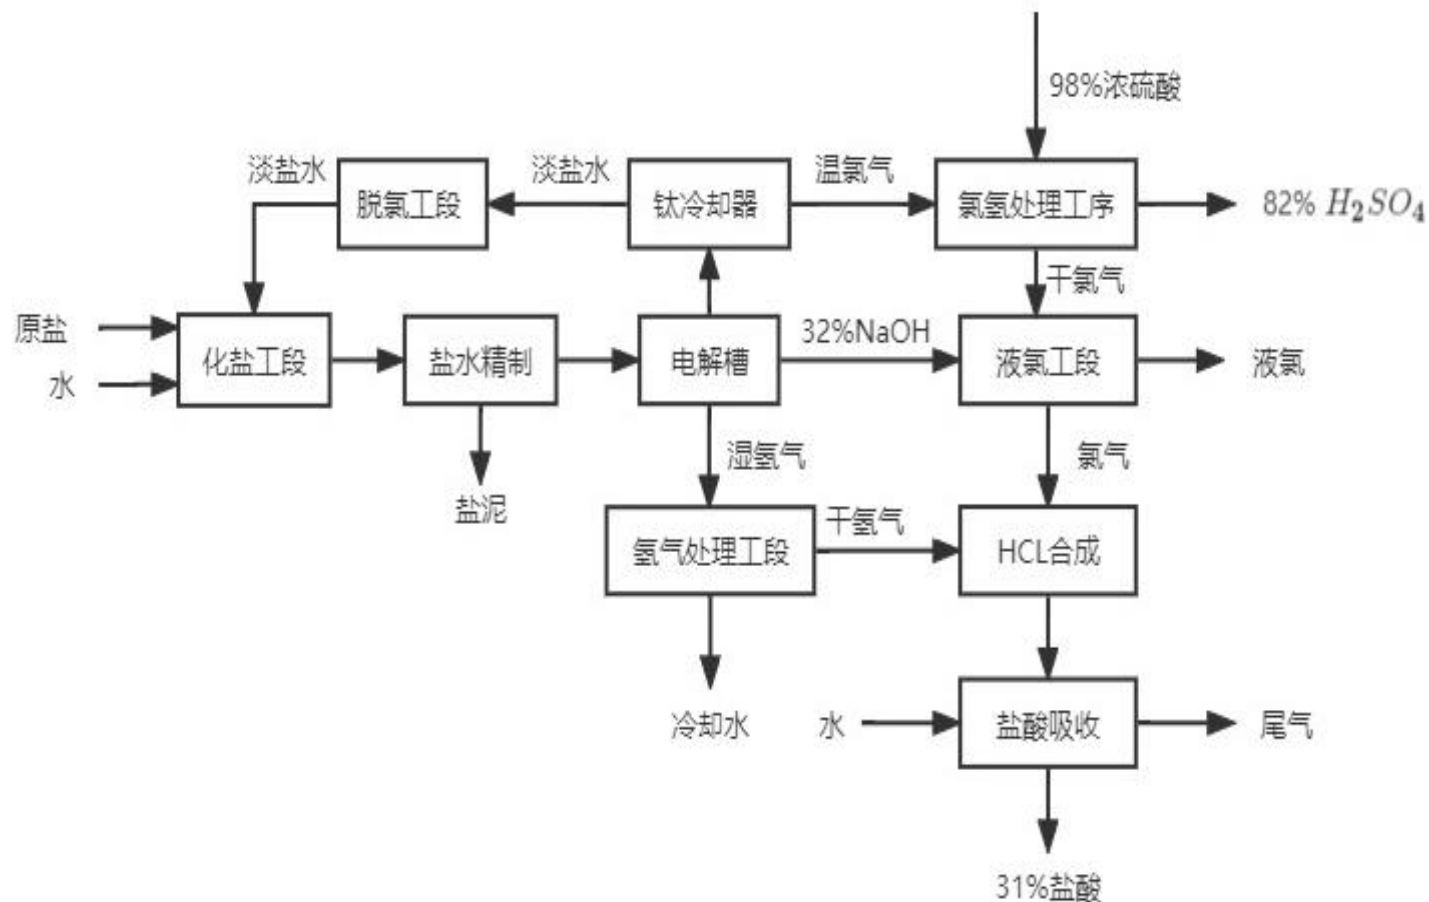 98%浓硫酸
淡盐水
淡盐水
温氯气
脱氯工段
钛冷却器
氯氢处理工序
82% H₂SO₄
干氯气
原盐
水
化盐工段
盐水精制
电解槽
32%NaOH
液氯工段
液氯
湿氢气
氯气
盐泥
氢气处理工段
干氢气
HCL合成
冷却水
水
盐酸吸收
尾气
31%盐酸